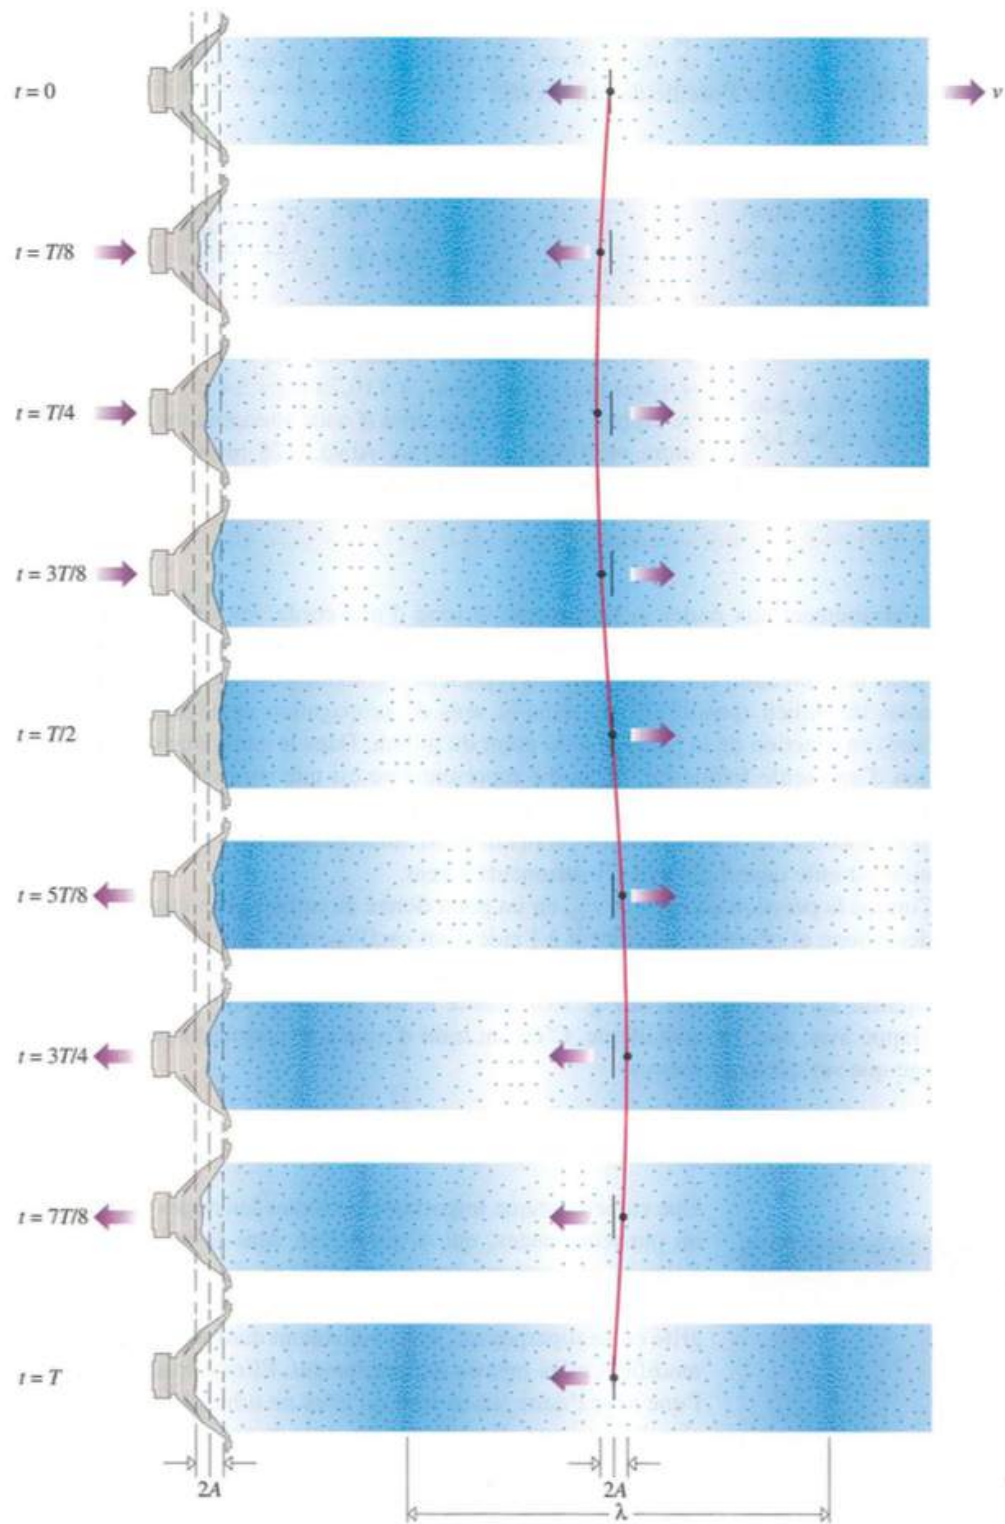 t = 0
v
t = T/8
t = T/4
t = 3T/8
t = T/2
t = 5T/8
t = 3T/4
t = 7T/8
t = T
2A
2A
λ